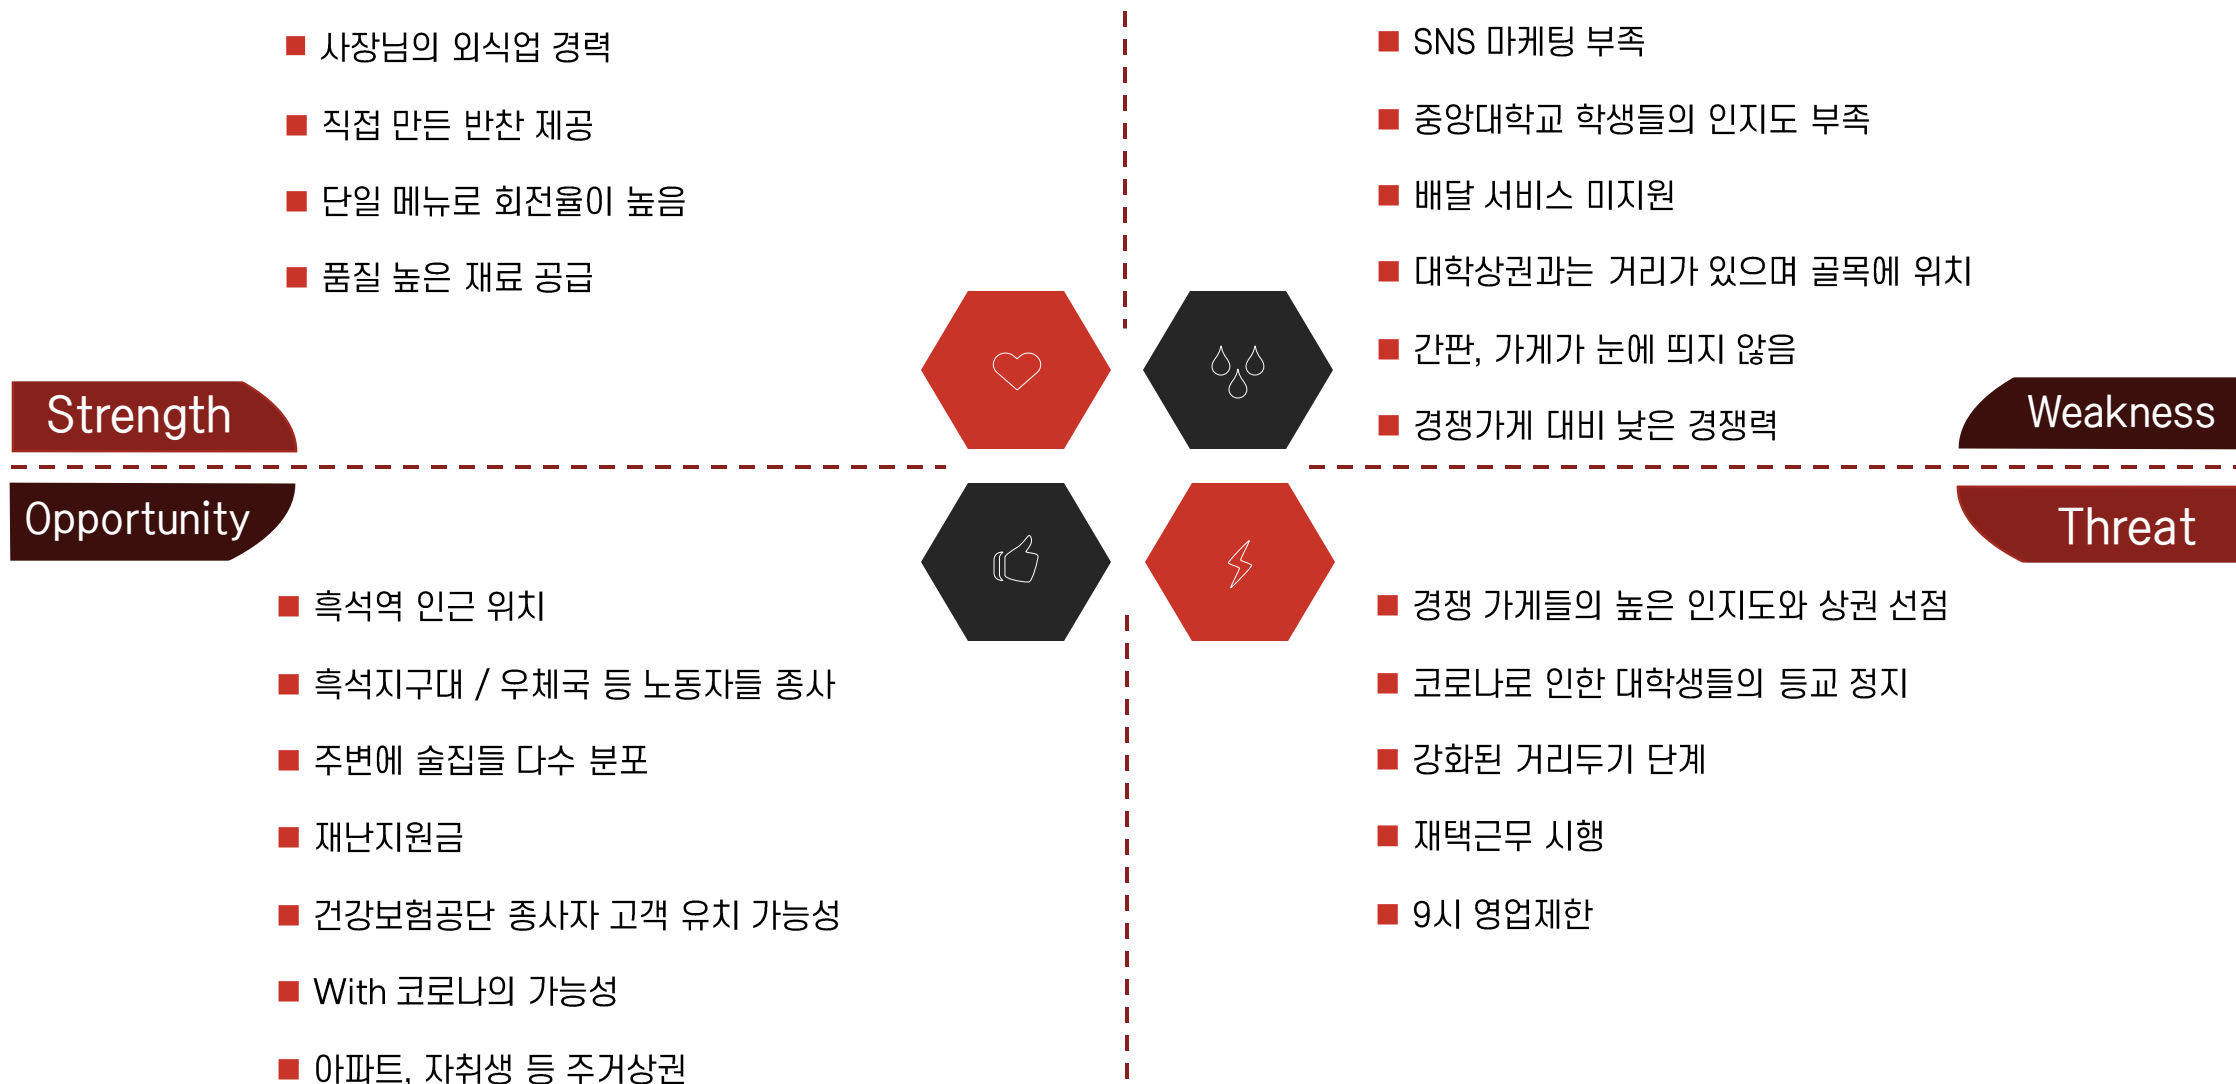 사장님의 외식업 경력
직접 만든 반찬 제공
단일 메뉴로 회전율이 높음
품질 높은 재료 공급
Strength
SNS 마케팅 부족
중앙대학교 학생들의 인지도 부족
배달 서비스 미지원
대학상권과는 거리가 있으며 골목에 위치
간판, 가게가 눈에 띄지 않음
경쟁가게 대비 낮은 경쟁력
Weakness
Opportunity
흑석역 인근 위치
흑석지구대 / 우체국 등 노동자들 종사
주변에 술집들 다수 분포
재난지원금
건강보험공단 종사자 고객 유치 가능성
With 코로나의 가능성
아파트, 자취생 등 주거상권
Threat
경쟁 가게들의 높은 인지도와 상권 선점
코로나로 인한 대학생들의 등교 정지
강화된 거리두기 단계
재택근무 시행
9시 영업제한